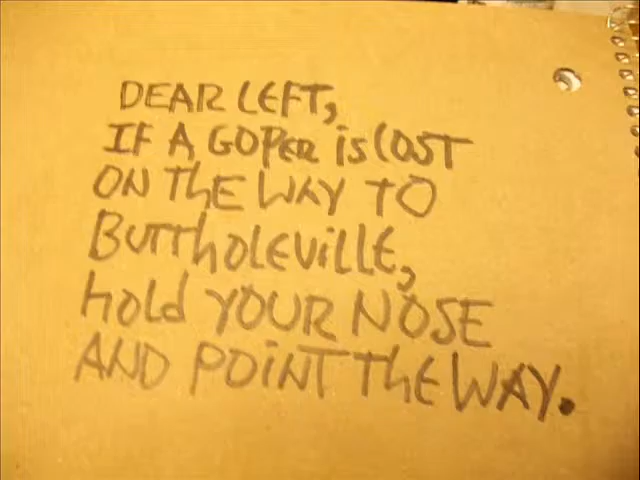 DEAR LEFT,
IF A GOPER iS LOST
ON ThE WAY TO
BUTTholEVillE,
hold YOUR NOSE
AND POiNT ThE WAY.